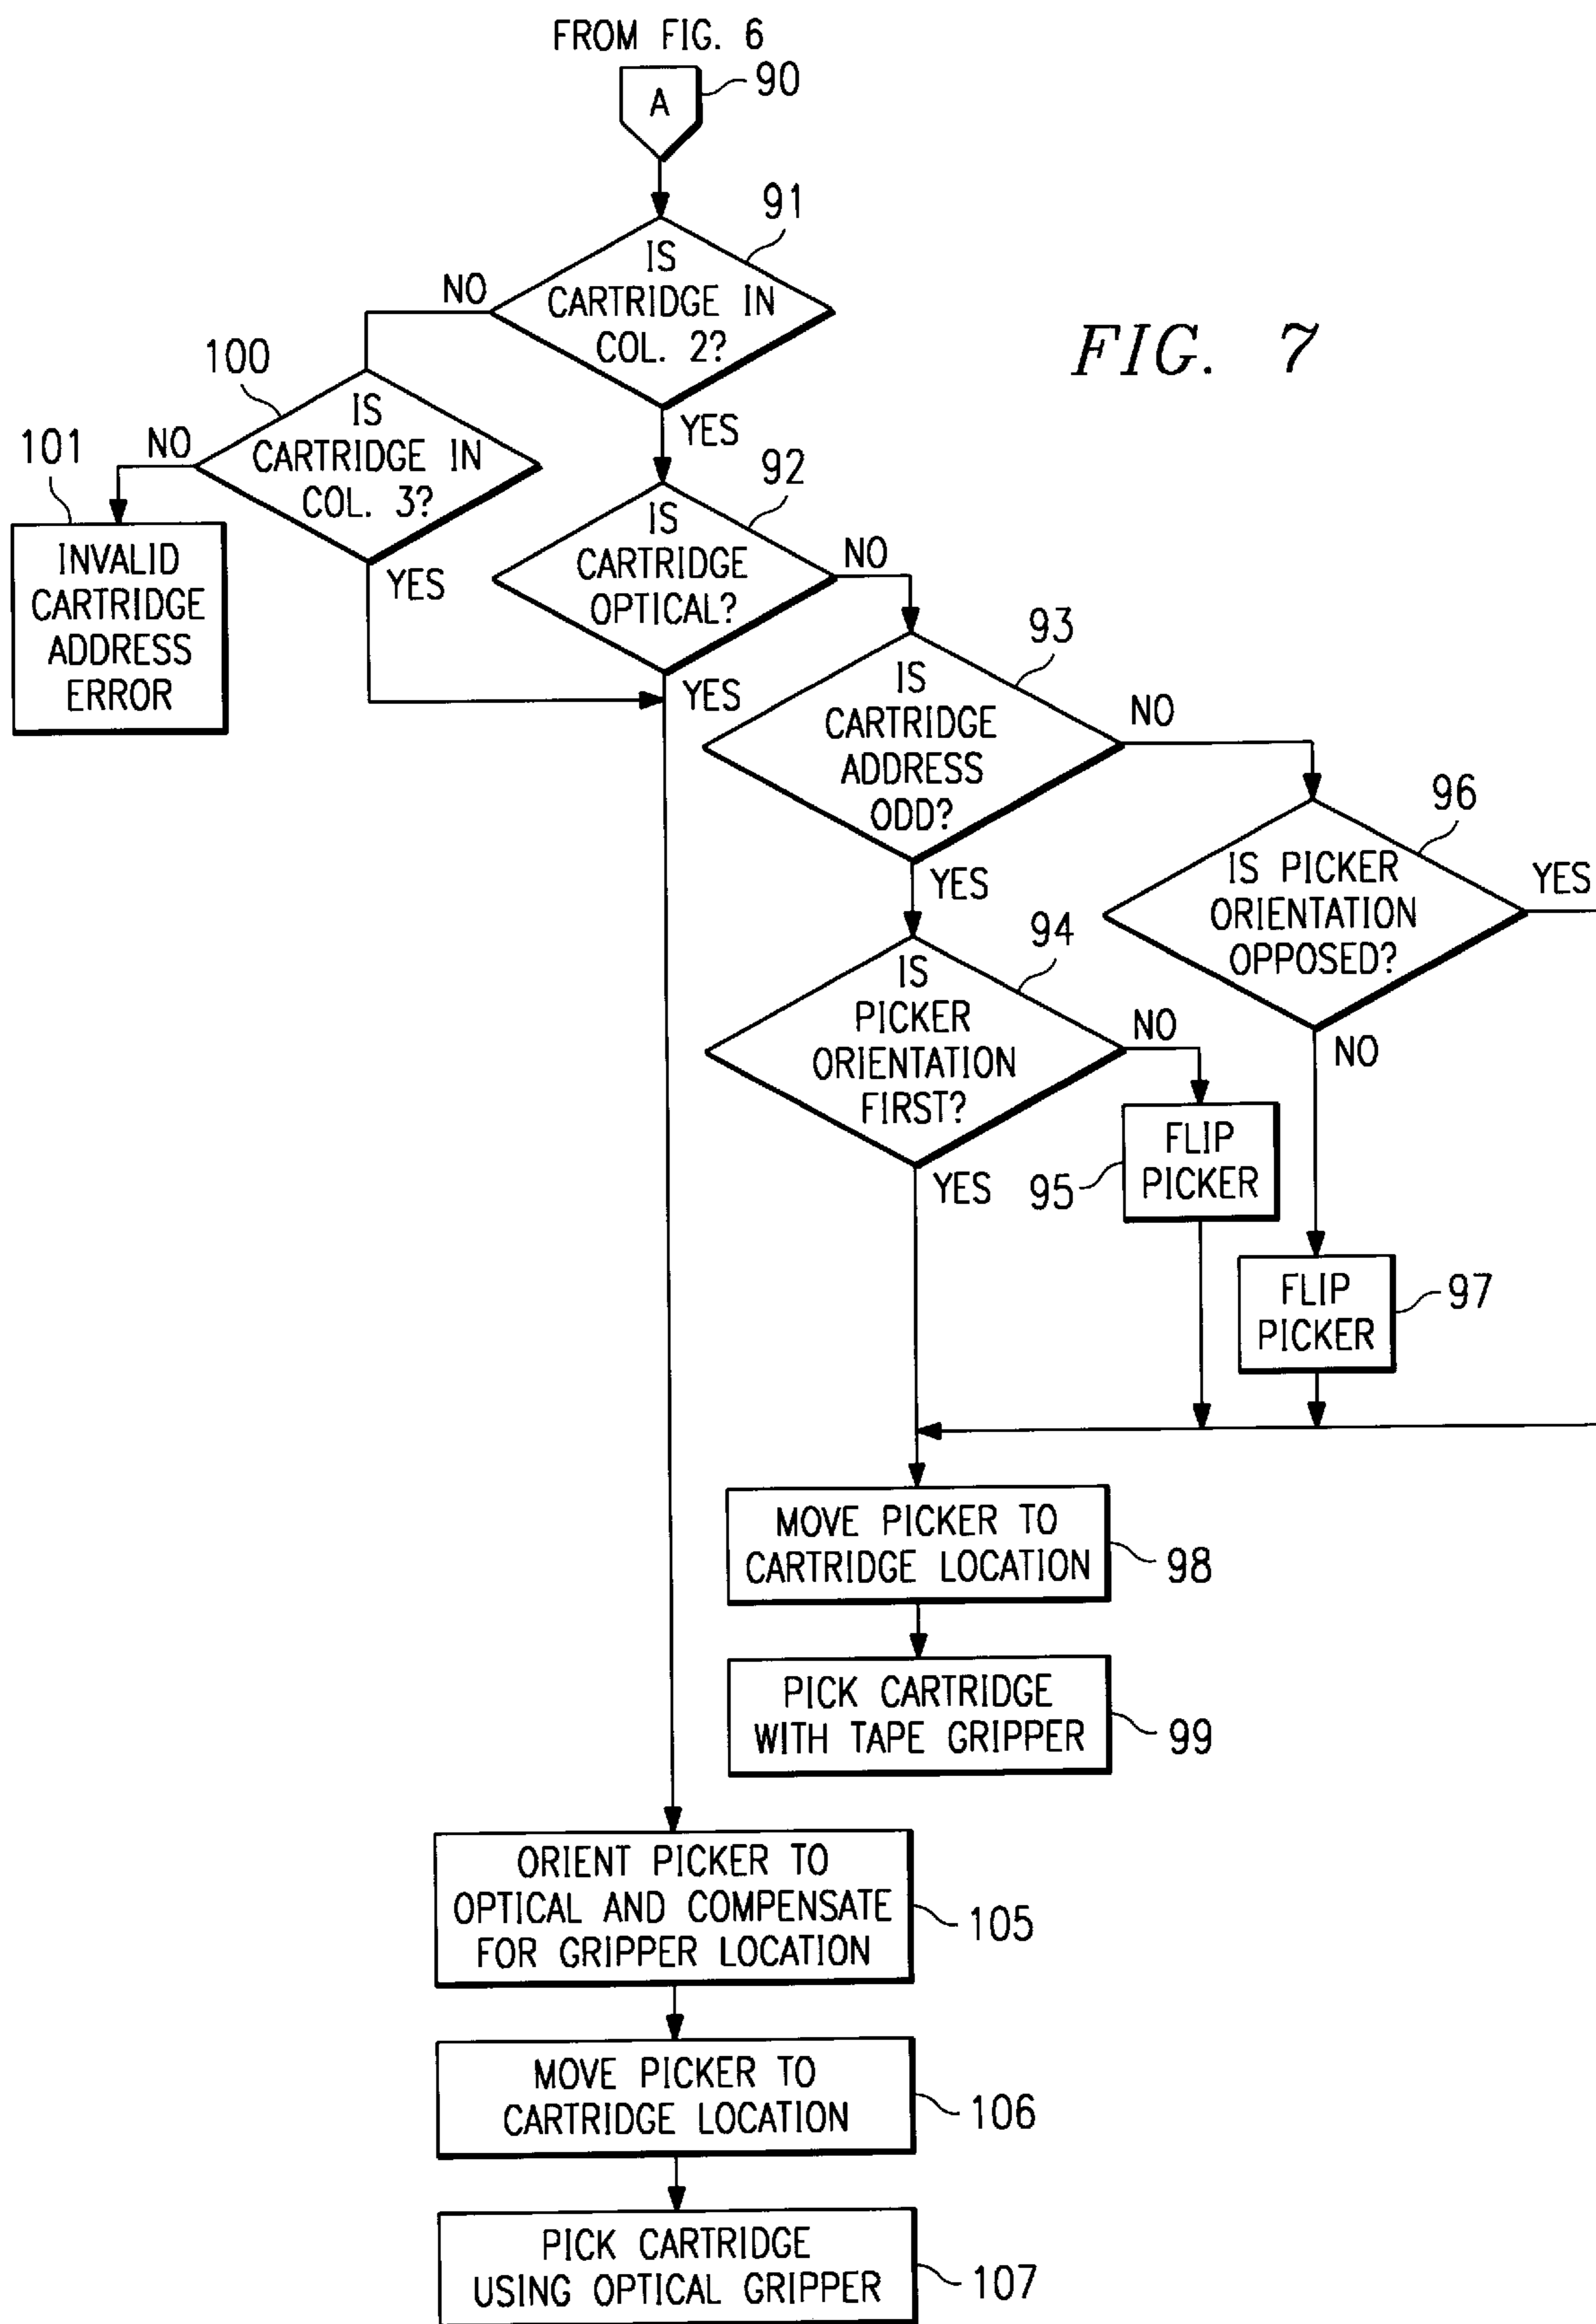 FROM FIG. 6
A
90
91
IS
CARTRIDGE IN
COL. 2?
NO
YES
FIG. 7
100
IS
CARTRIDGE IN
COL. 3?
NO
YES
101
INVALID
CARTRIDGE
ADDRESS
ERROR
92
IS
CARTRIDGE
OPTICAL?
NO
YES
93
IS
CARTRIDGE
ADDRESS
ODD?
NO
YES
96
IS PICKER
ORIENTATION
OPPOSED?
YES
NO
94
IS
PICKER
ORIENTATION
FIRST?
NO
YES
95
FLIP
PICKER
FLIP
PICKER
97
MOVE PICKER TO
CARTRIDGE LOCATION
98
PICK CARTRIDGE
WITH TAPE GRIPPER
99
ORIENT PICKER TO
OPTICAL AND COMPENSATE
FOR GRIPPER LOCATION
105
MOVE PICKER TO
CARTRIDGE LOCATION
106
PICK CARTRIDGE
USING OPTICAL GRIPPER
107